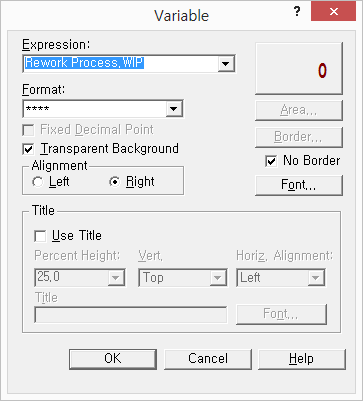 Variable
?
Expression:
Rework Process.WIP
0
Format:
****
Area...
Fixed Decimal Point
Border...
Transparent Background
No Border
Alignment
Left
Right
Font...
Title
Use Title
Percent Height:
Vert.
Horiz. Alignment:
25.0
Top
Left
Title
Font...
OK
Cancel
Help